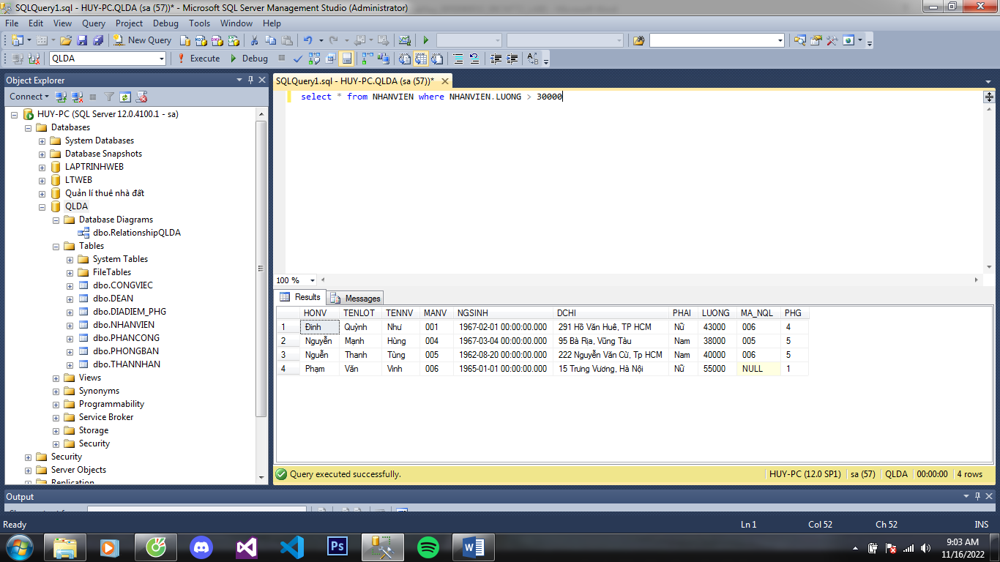 SQLQuery1.sql - HUY-PC.QLDA (sa (57))* - Microsoft SQL Server Management Studio (Administrator)
File Edit View Query Project Debug Tools Window Help
New Query
QLDA Execute Debug
Object Explorer
Connect
HUY-PC (SQL Server 12.0.4100.1 - sa)
Databases
System Databases
Database Snapshots
LAPTRINHWEB
LTWEB
Quản lí thuê nhà đất
QLDA
Database Diagrams
dbo.RelationshipQLDA
Tables
System Tables
FileTables
dbo.CONGVIEC
dbo.DEAN
dbo.DIADIEM_PHG
dbo.NHANVIEN
dbo.PHANCONG
dbo.PHONGBAN
dbo.THANNHAN
Views
Synonyms
Programmability
Service Broker
Storage
Security
Security
Server Objects
Replication
SQLQuery1.sql - HUY-PC.QLDA (sa (57))*
select * from NHANVIEN where NHANVIEN.LUONG > 30000
100 %
Results Messages
HONV TENLOT TENNV MANV NGSINH DCHI PHAI LUONG MA_NQL PHG
1 Đinh Quỳnh Như 001 1967-02-01 00:00:00.000 291 Hồ Văn Huê, TP HCM Nữ 43000 006 4
2 Nguyễn Mạnh Hùng 004 1967-03-04 00:00:00.000 95 Bà Rịa, Vũng Tàu Nam 38000 005 5
3 Nguễn Thanh Tùng 005 1962-08-20 00:00:00.000 222 Nguyễn Văn Cừ, Tp HCM Nam 40000 006 5
4 Phạm Văn Vinh 006 1965-01-01 00:00:00.000 15 Trưng Vương, Hà Nội Nữ 55000 NULL 1
Query executed successfully. HUY-PC (12.0 SP1) sa (57) QLDA 00:00:00 4 rows
Output
Ready Ln 1 Col 52 Ch 52 INS
Ps
9:03 AM
11/16/2022